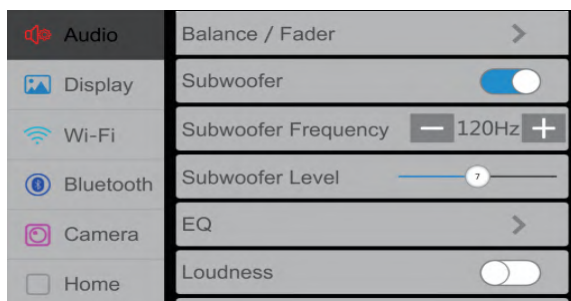 Audio
Display
Wi-Fi
Bluetooth
Camera
Home
Balance / Fader
Subwoofer
Subwoofer Frequency — 120Hz +
Subwoofer Level 7
EQ
Loudness